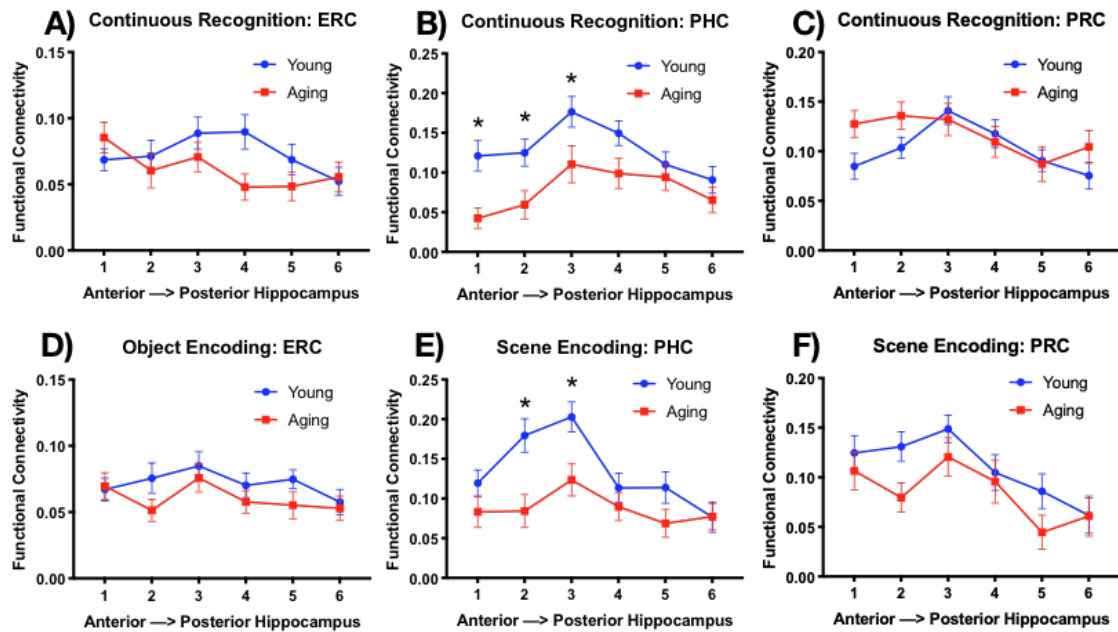 A) Continuous Recognition: ERC
Functional Connectivity
0.15
0.10
0.05
0.00
Young
Aging
1 2 3 4 5 6
Anterior —> Posterior Hippocampus
B) Continuous Recognition: PHC
Functional Connectivity
0.25
0.20
0.15
0.10
0.05
0.00
* * *
Young
Aging
1 2 3 4 5 6
Anterior —> Posterior Hippocampus
C) Continuous Recognition: PRC
Functional Connectivity
0.20
0.15
0.10
0.05
0.00
Young
Aging
1 2 3 4 5 6
Anterior —> Posterior Hippocampus
D) Object Encoding: ERC
Functional Connectivity
0.15
0.10
0.05
0.00
Young
Aging
1 2 3 4 5 6
Anterior —> Posterior Hippocampus
E) Scene Encoding: PHC
Functional Connectivity
0.25
0.20
0.15
0.10
0.05
0.00
* *
Young
Aging
1 2 3 4 5 6
Anterior —> Posterior Hippocampus
F) Scene Encoding: PRC
Functional Connectivity
0.20
0.15
0.10
0.05
0.00
Young
Aging
1 2 3 4 5 6
Anterior —> Posterior Hippocampus